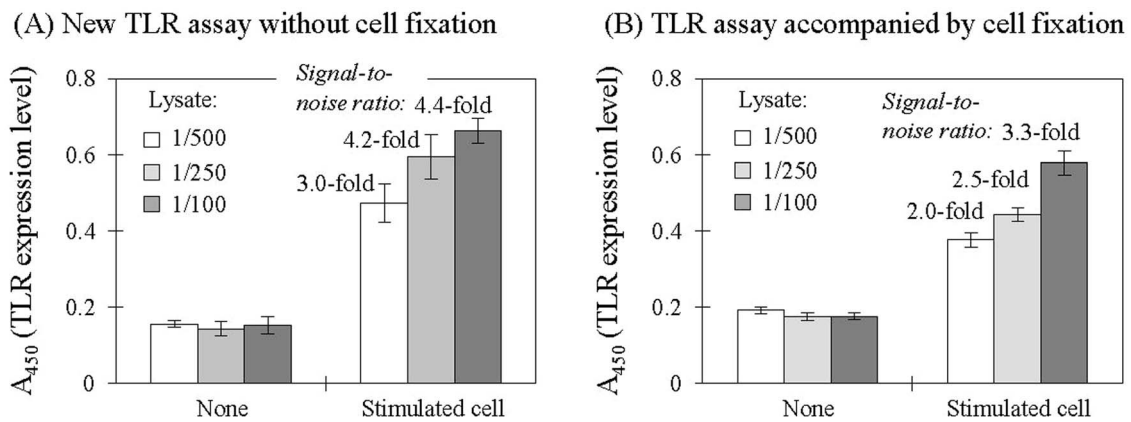 (A) New TLR assay without cell fixation
A450 (TLR expression level)
0.8
0.6
0.4
0.2
0
Lysate:
1/500
1/250
1/100
Signal-to-
noise ratio: 4.4-fold
4.2-fold
3.0-fold
None
Stimulated cell
(B) TLR assay accompanied by cell fixation
A450 (TLR expression level)
0.8
0.6
0.4
0.2
0
Lysate:
1/500
1/250
1/100
Signal-to-
noise ratio: 3.3-fold
2.5-fold
2.0-fold
None
Stimulated cell